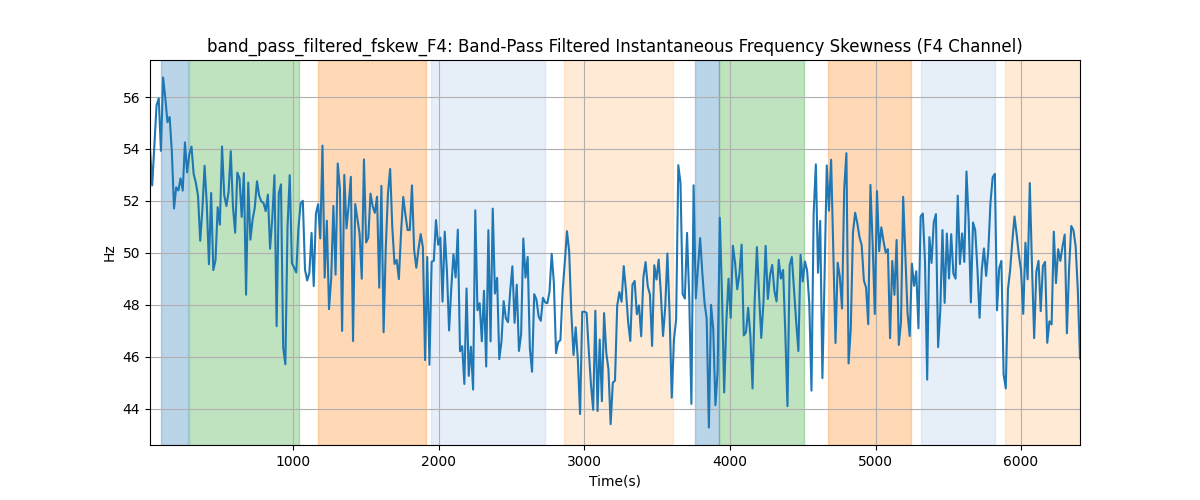 band_pass_filtered_fskew_F4: Band-Pass Filtered Instantaneous Frequency Skewness (F4 Channel)
56
54
52
50
48
46
44
Hz
1000 2000 3000 4000 5000 6000
Time(s)